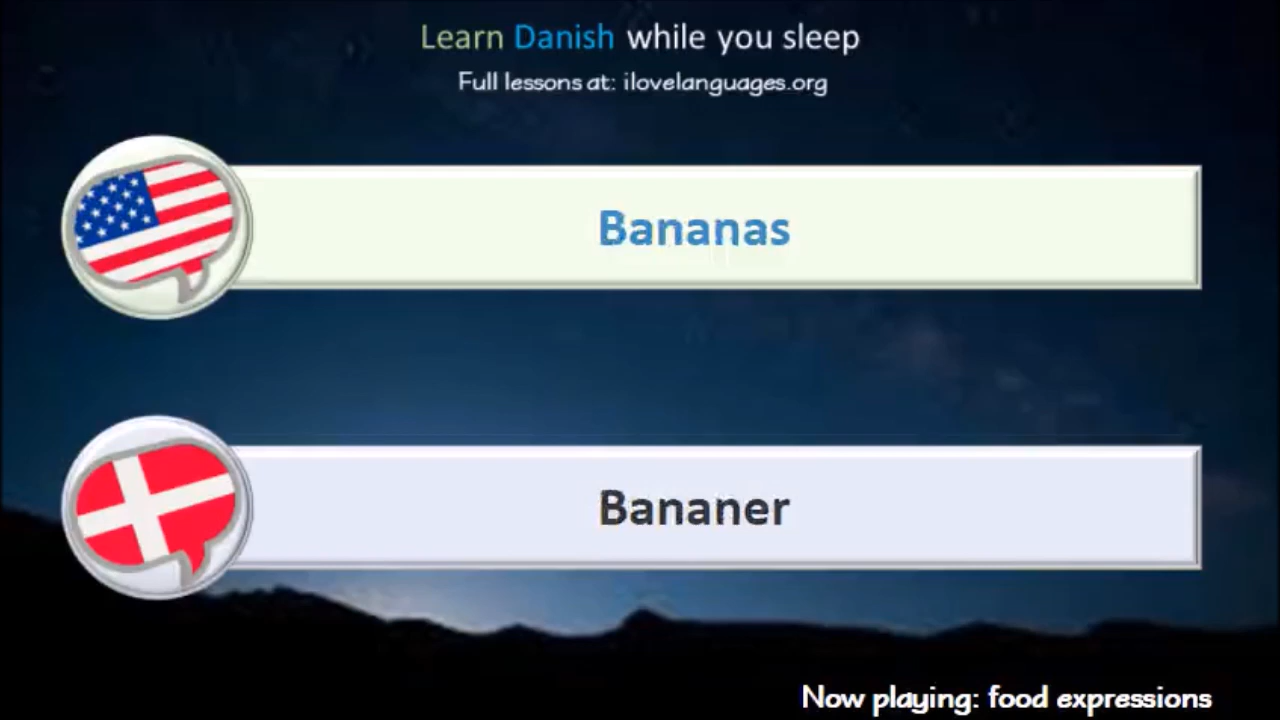 Learn Danish while you sleep
Full lessons at: ilovelanguages.org
Bananas
Bananer
Now playing: food expressions